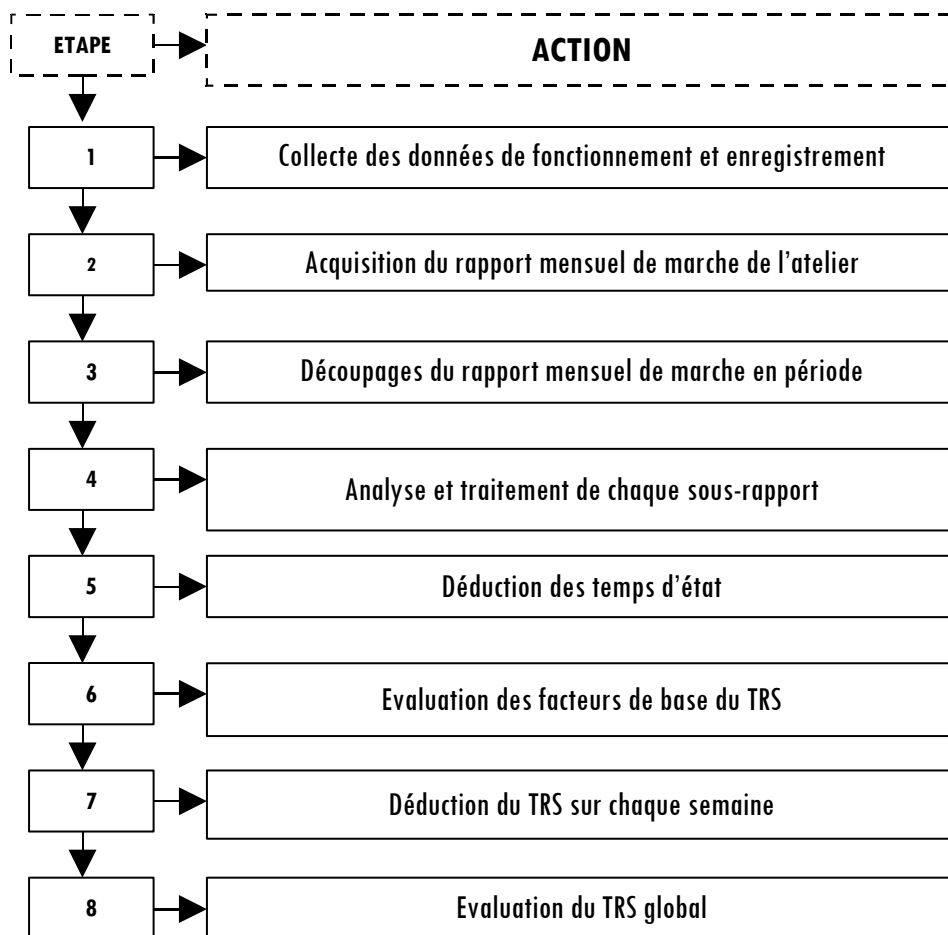 ETAPE
ACTION
1
Collecte des données de fonctionnement et enregistrement
2
Acquisition du rapport mensuel de marche de l'atelier
3
Découpages du rapport mensuel de marche en période
4
Analyse et traitement de chaque sous-rapport
5
Déduction des temps d'état
6
Evaluation des facteurs de base du TRS
7
Déduction du TRS sur chaque semaine
8
Evaluation du TRS global